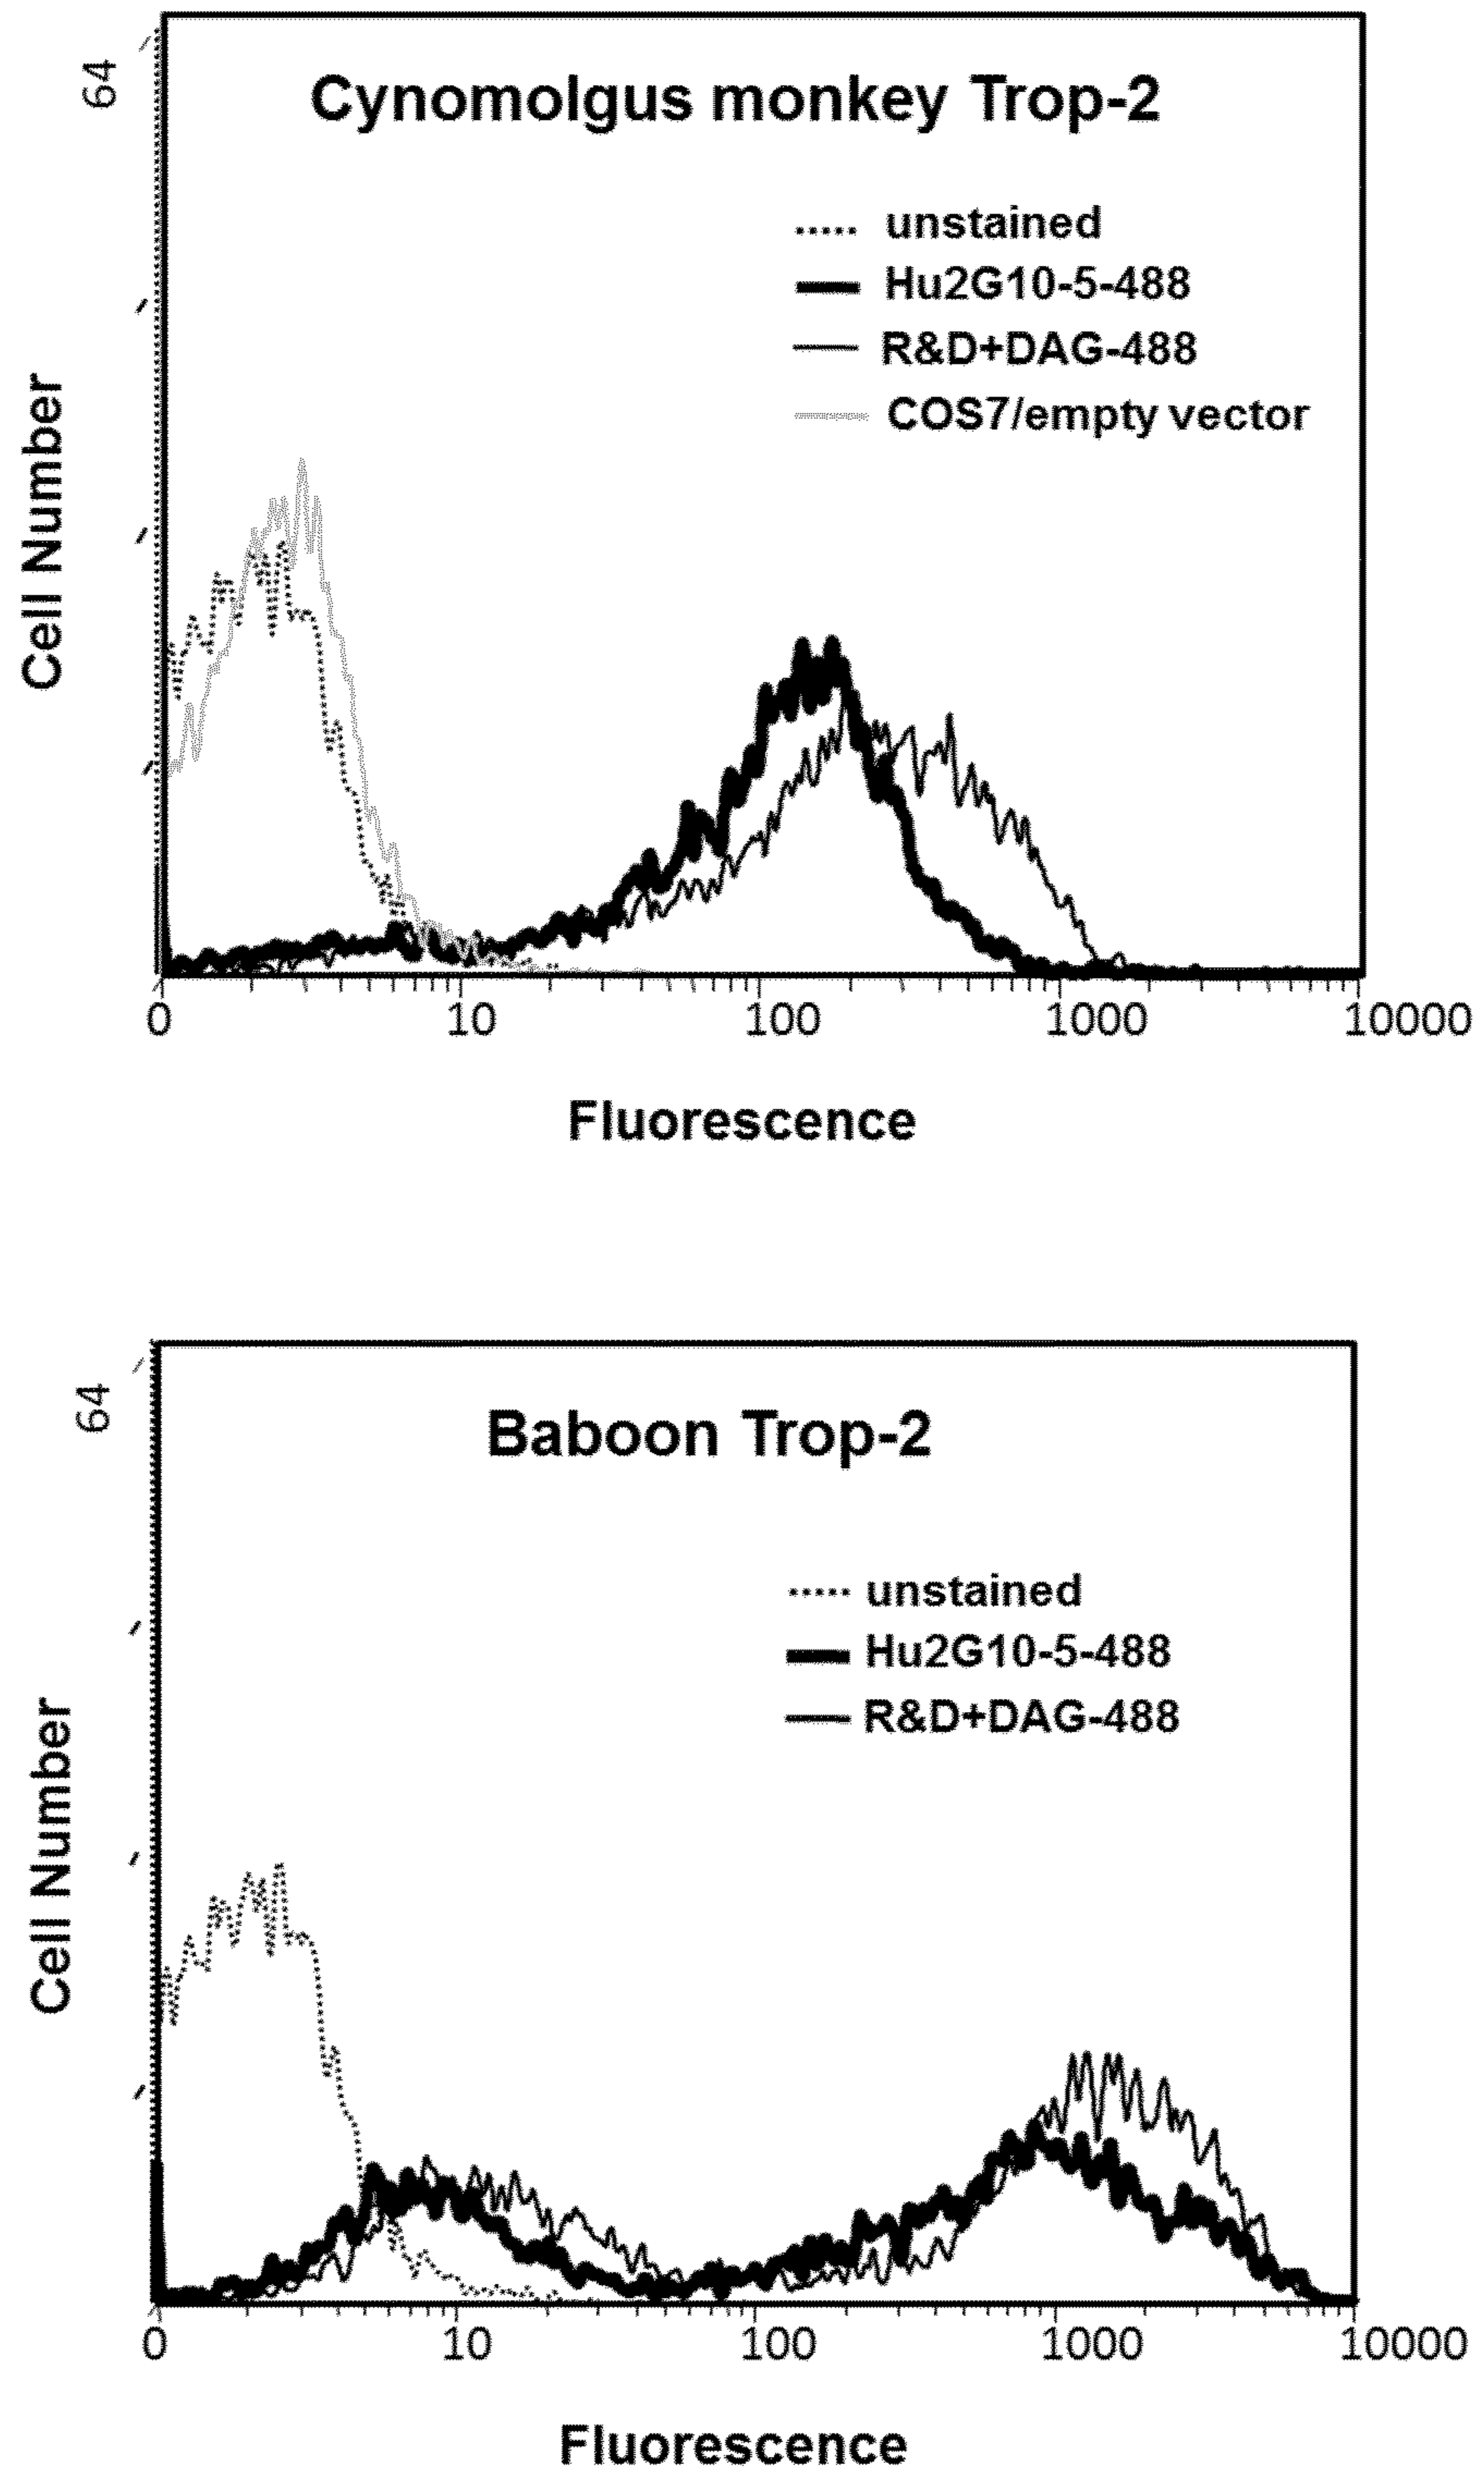 64
Cynomolgus monkey Trop-2
unstained
Hu2G10-5-488
R&D+DAG-488
COS7/empty vector
Cell Number
0 10 100 1000 10000
Fluorescence
64
Baboon Trop-2
unstained
Hu2G10-5-488
R&D+DAG-488
Cell Number
0 10 100 1000 10000
Fluorescence